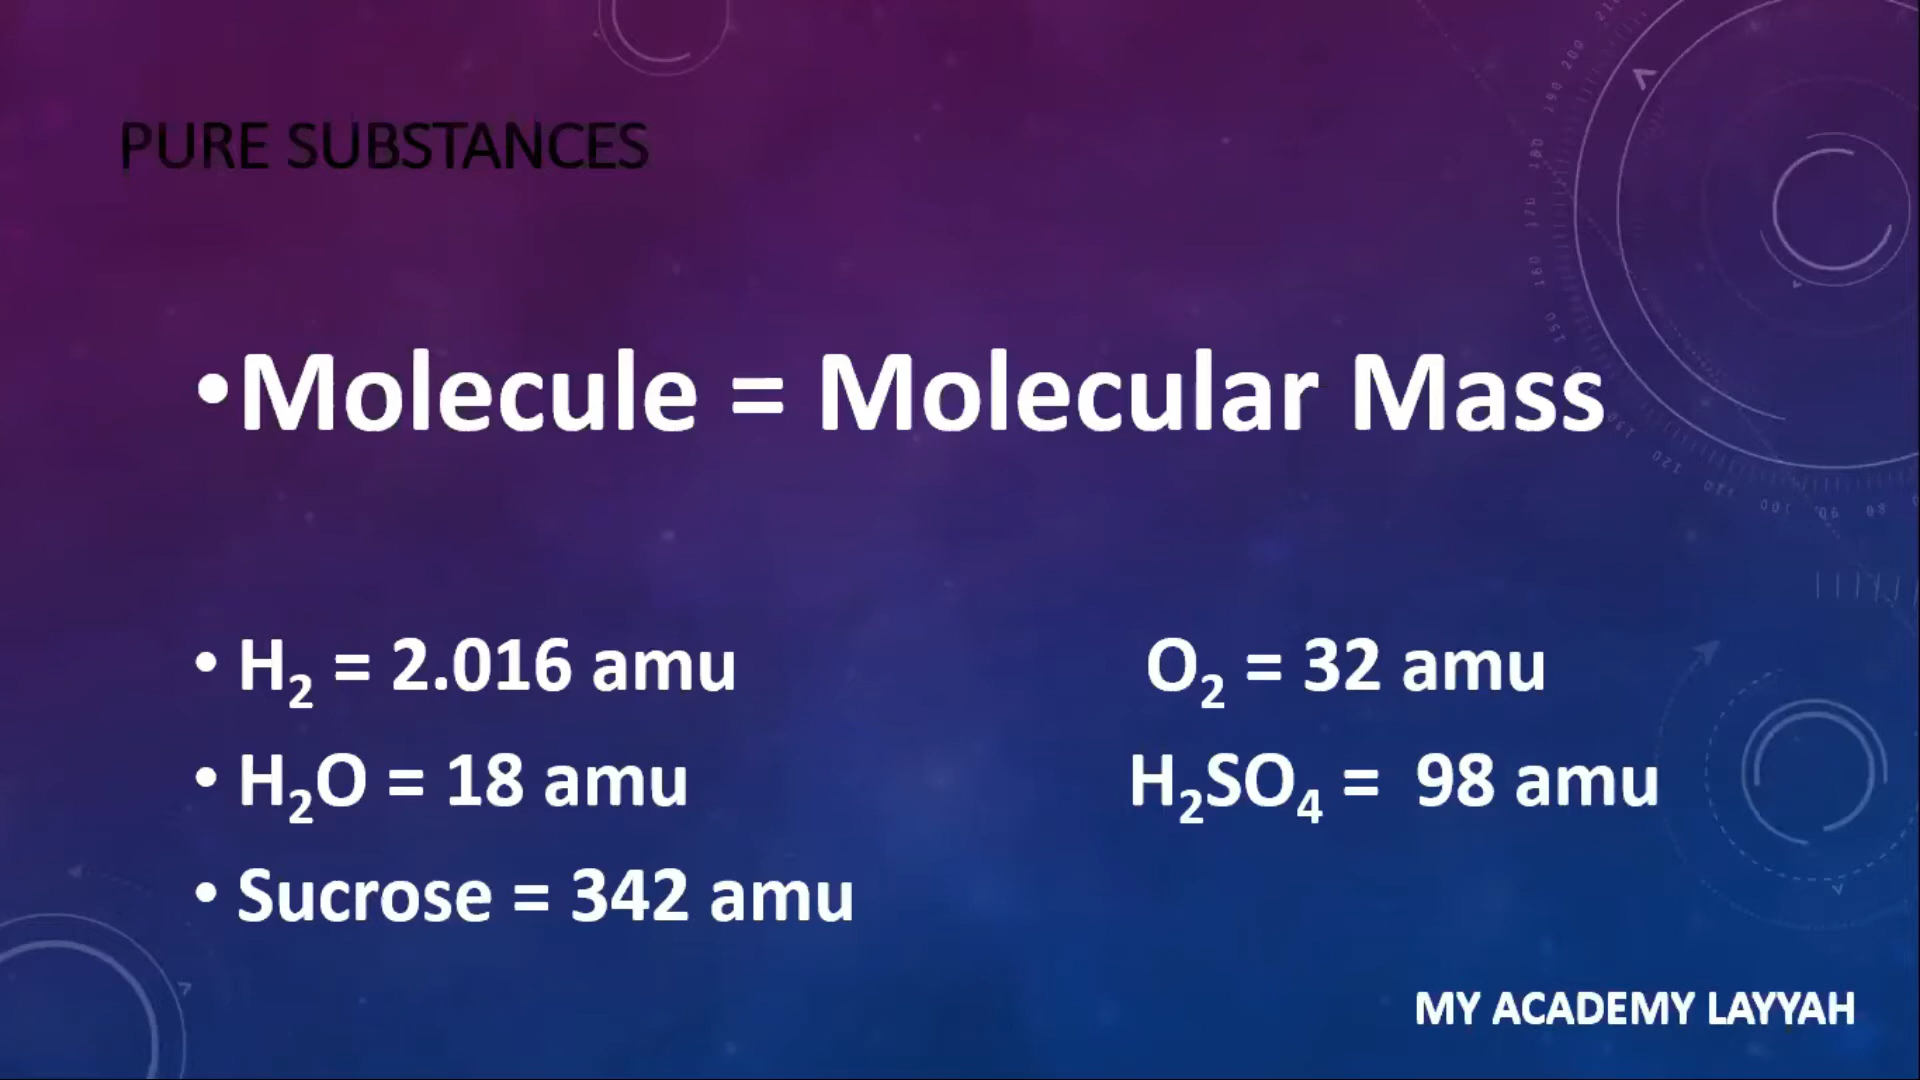 PURE SUBSTANCES
•Molecule = Molecular Mass
• H₂ = 2.016 amu O₂ = 32 amu
• H₂O = 18 amu H₂SO₄ = 98 amu
• Sucrose = 342 amu
MY ACADEMY LAYYAH